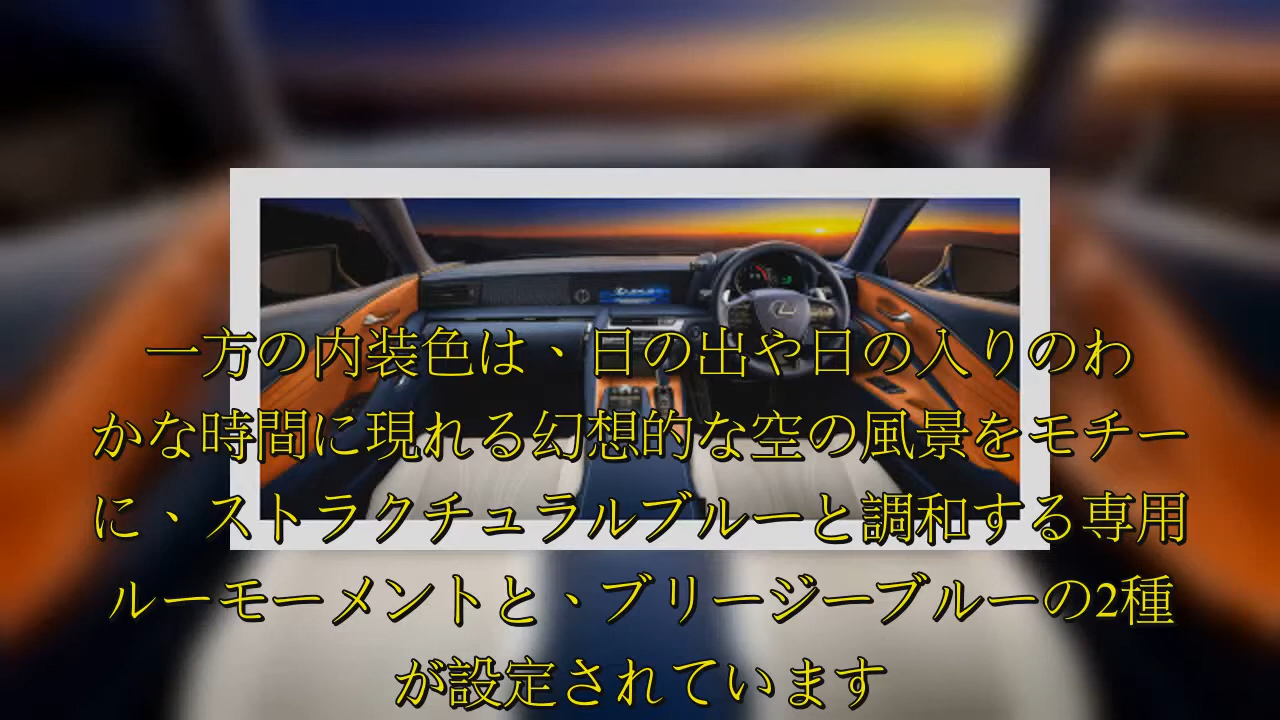 一方の内装色は、日の出や日の入りのわ
かな時間に現れる幻想的な空の風景をモチー
に、ストラクチュラルブルーと調和する専用
ルーモーメントと、ブリージーブルーの2種
が設定されています